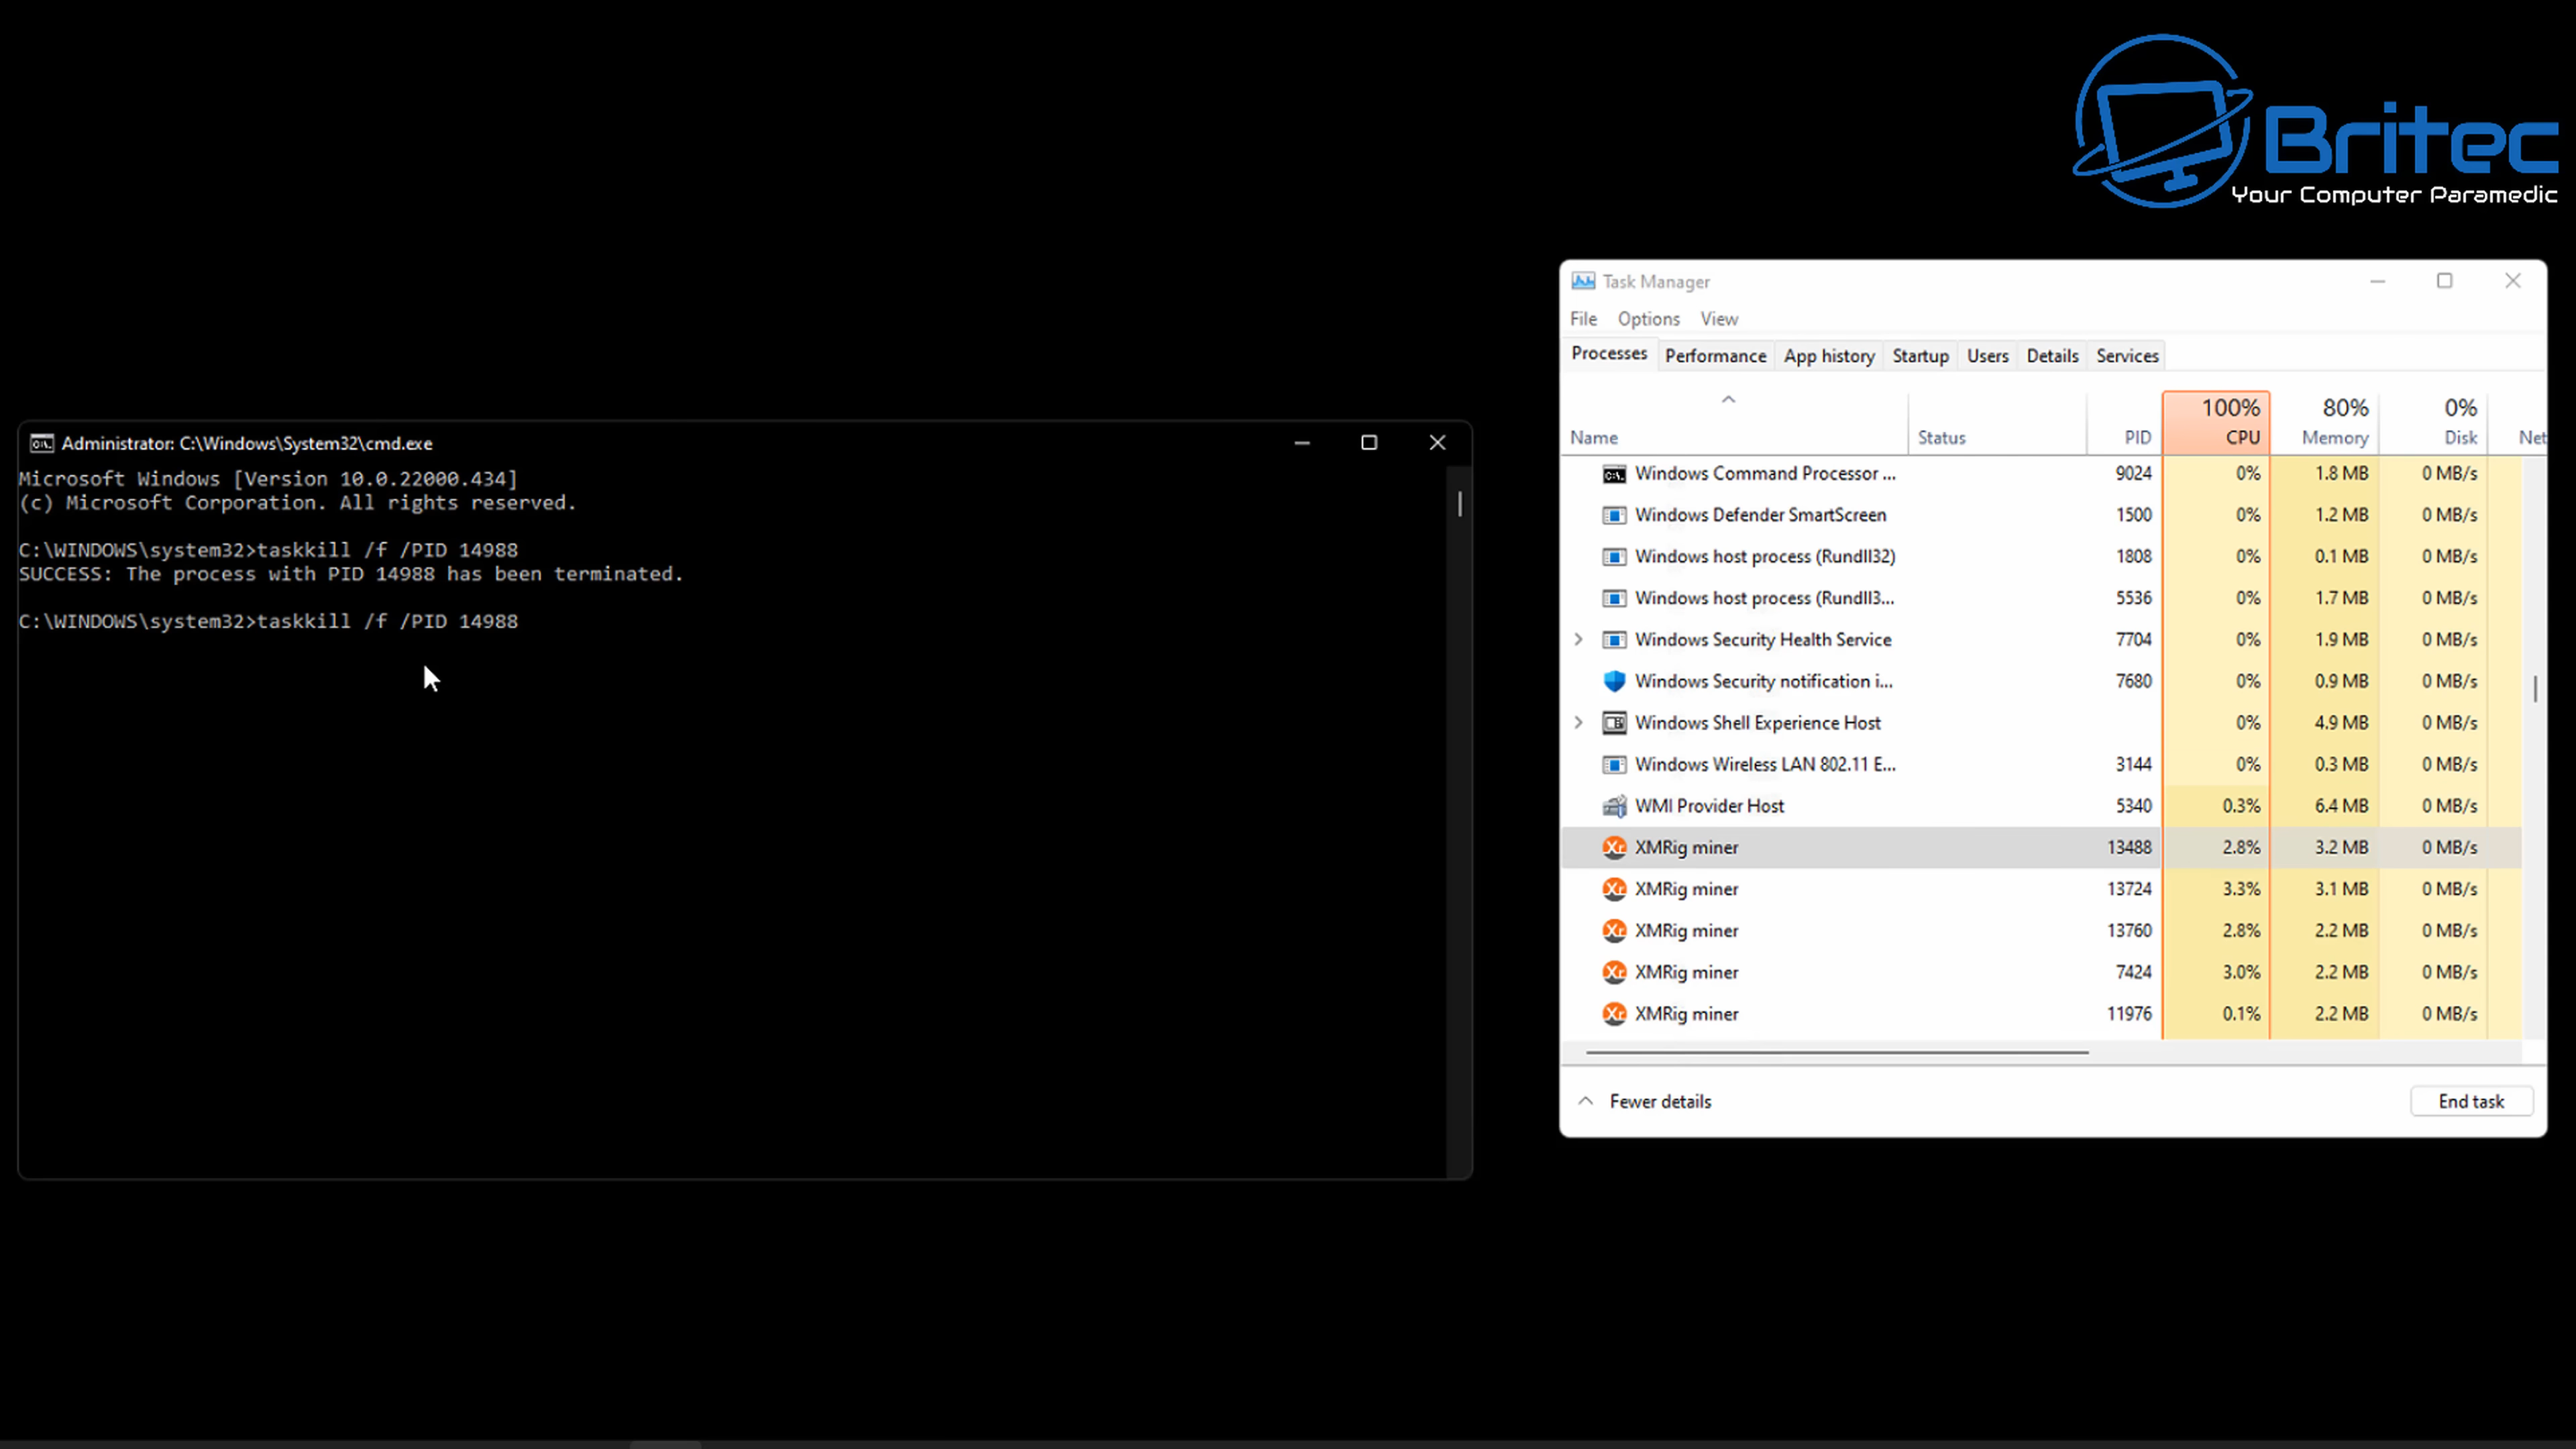 Britec
Your Computer Paramedic
Administrator: C:\Windows\System32\cmd.exe
Microsoft Windows [Version 10.0.22000.434]
(c) Microsoft Corporation. All rights reserved.
C:\WINDOWS\system32>taskkill /f /PID 14988
SUCCESS: The process with PID 14988 has been terminated.
C:\WINDOWS\system32>taskkill /f /PID 14988
Task Manager
File Options View
Processes Performance App history Startup Users Details Services
100% 80% 0%
Name Status PID CPU Memory Disk Net
Windows Command Processor ... 9024 0% 1.8 MB 0 MB/s
Windows Defender SmartScreen 1500 0% 1.2 MB 0 MB/s
Windows host process (Rundll32) 1808 0% 0.1 MB 0 MB/s
Windows host process (Rundll3... 5536 0% 1.7 MB 0 MB/s
Windows Security Health Service 7704 0% 1.9 MB 0 MB/s
Windows Security notification i... 7680 0% 0.9 MB 0 MB/s
Windows Shell Experience Host 0% 4.9 MB 0 MB/s
Windows Wireless LAN 802.11 E... 3144 0% 0.3 MB 0 MB/s
WMI Provider Host 5340 0.3% 6.4 MB 0 MB/s
XMRig miner 13488 2.8% 3.2 MB 0 MB/s
XMRig miner 13724 3.3% 3.1 MB 0 MB/s
XMRig miner 13760 2.8% 2.2 MB 0 MB/s
XMRig miner 7424 3.0% 2.2 MB 0 MB/s
XMRig miner 11976 0.1% 2.2 MB 0 MB/s
Fewer details
End task